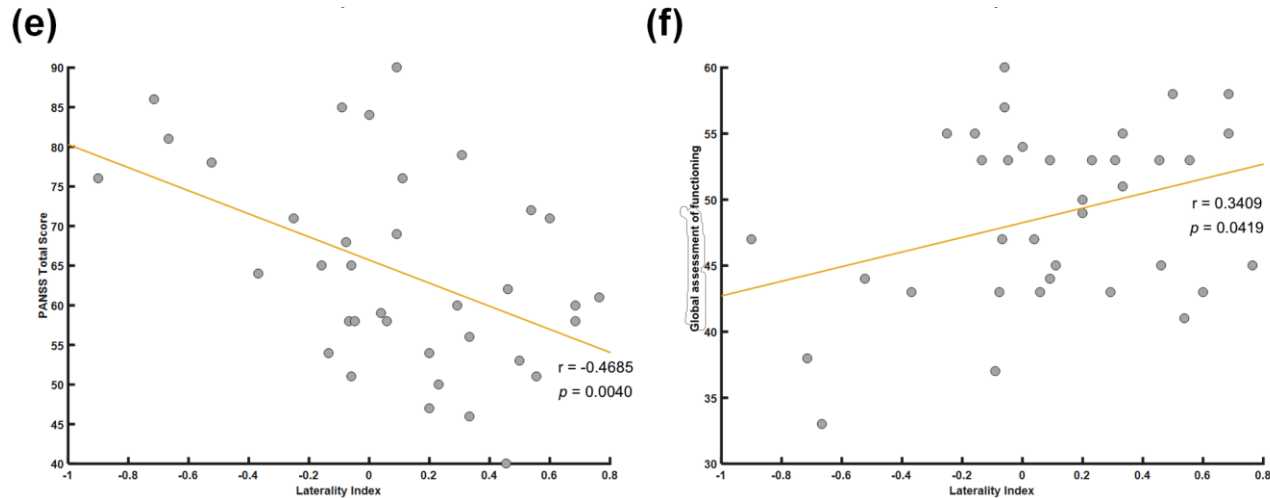 (e)
90
85
80
75
70
65
60
55
50
45
40
PANSS Total Score
-1 -0.8 -0.6 -0.4 -0.2 0 0.2 0.4 0.6 0.8
Laterality Index
r = -0.4685
p = 0.0040
(f)
60
55
50
45
40
35
30
Global assessment of functioning
-1 -0.8 -0.6 -0.4 -0.2 0 0.2 0.4 0.6 0.8
Laterality Index
r = 0.3409
p = 0.0419